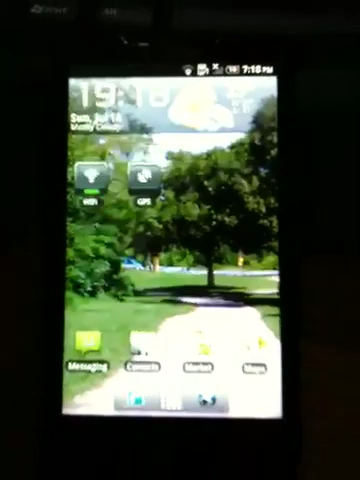 7:18 PM
19:18
Sun, Jul 18
Mostly Cloudy
WiFi
GPS
Messaging
Contacts
Market
Maps